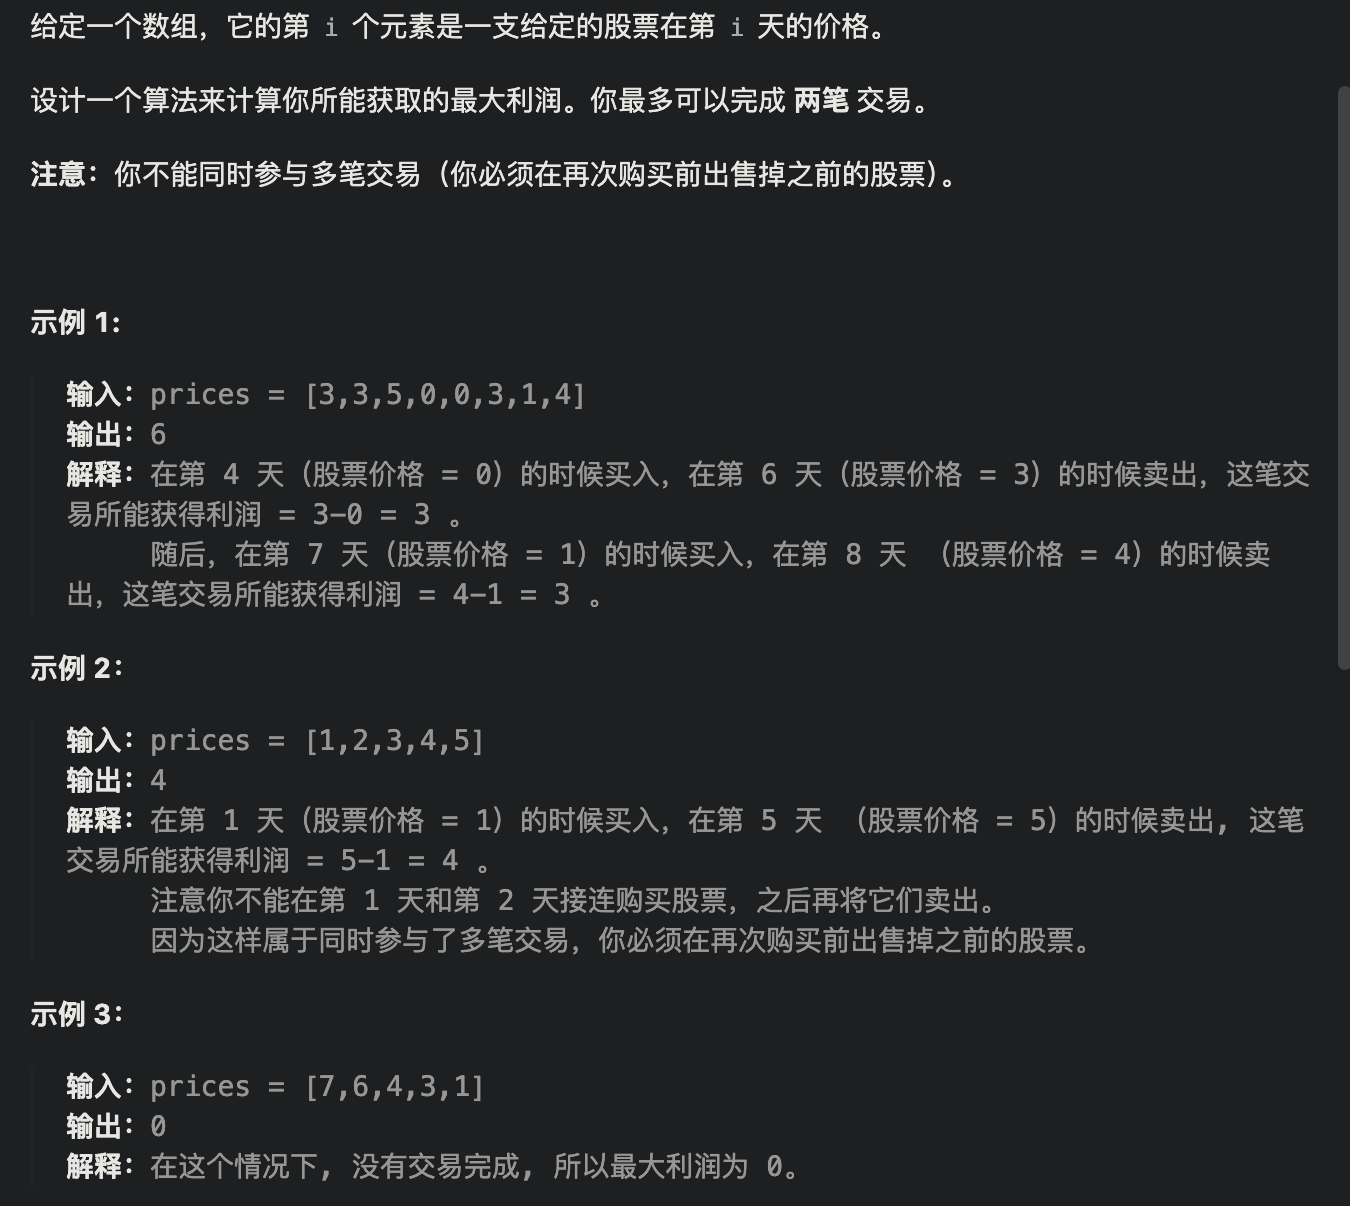 给定一个数组，它的第 i 个元素是一支给定的股票在第 i 天的价格。
设计一个算法来计算你所能获取的最大利润。你最多可以完成 两笔 交易。
注意：你不能同时参与多笔交易（你必须在再次购买前出售掉之前的股票）。
示例 1:
输入：prices = [3,3,5,0,0,3,1,4]
输出：6
解释：在第 4 天（股票价格 = 0）的时候买入，在第 6 天（股票价格 = 3）的时候卖出，这笔交
易所能获得利润 = 3-0 = 3 。
随后，在第 7 天（股票价格 = 1）的时候买入，在第 8 天 （股票价格 = 4）的时候卖
出，这笔交易所能获得利润 = 4-1 = 3 。
示例 2：
输入：prices = [1,2,3,4,5]
输出：4
解释：在第 1 天（股票价格 = 1）的时候买入，在第 5 天 （股票价格 = 5）的时候卖出, 这笔
交易所能获得利润 = 5-1 = 4 。
注意你不能在第 1 天和第 2 天接连购买股票，之后再将它们卖出。
因为这样属于同时参与了多笔交易，你必须在再次购买前出售掉之前的股票。
示例 3：
输入：prices = [7,6,4,3,1]
输出：0
解释：在这个情况下, 没有交易完成, 所以最大利润为 0。